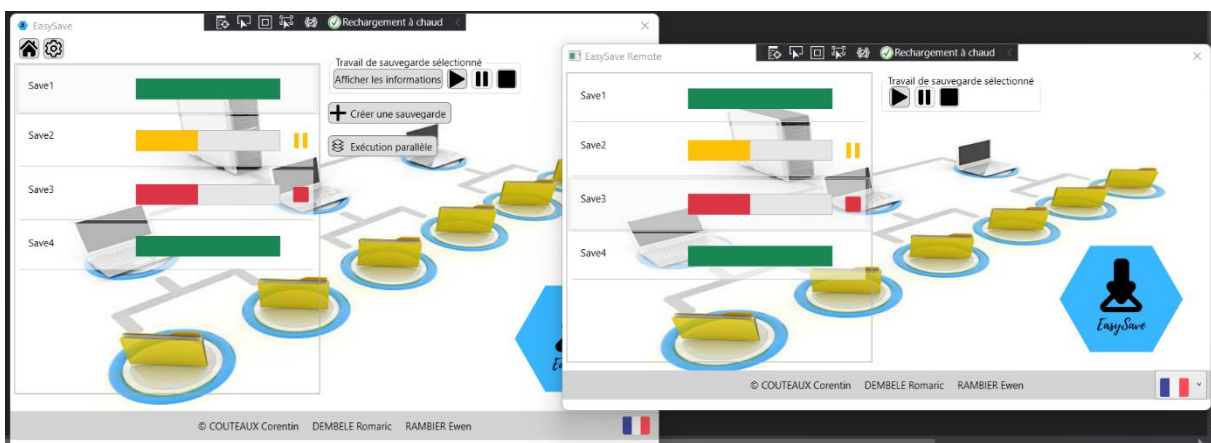 EasySave
Rechargement à chaud
Travail de sauvegarde sélectionné
Afficher les informations
Save1
Créer une sauvegarde
Save2
Exécution parallèle
Save3
Save4
© COUTEAUX Corentin DEMBELE Romaric RAMBIER Ewen
EasySave Remote
Rechargement à chaud
Travail de sauvegarde sélectionné
Save1
Save2
Save3
Save4
EasySave
© COUTEAUX Corentin DEMBELE Romaric RAMBIER Ewen